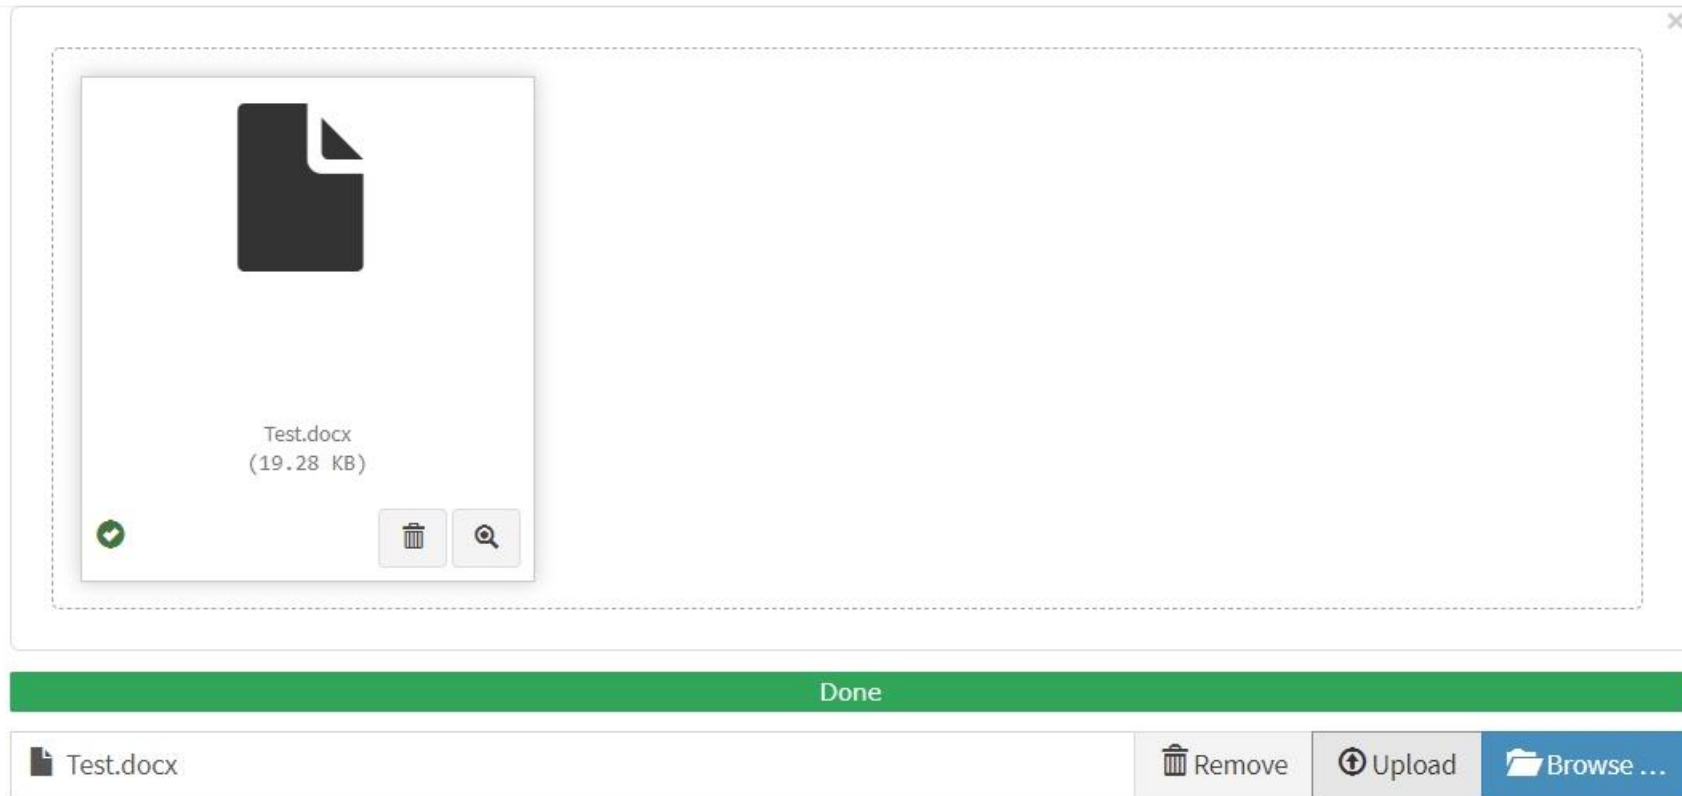 Test.docx
(19.28 KB)
Done
Test.docx
Remove
Upload
Browse ...